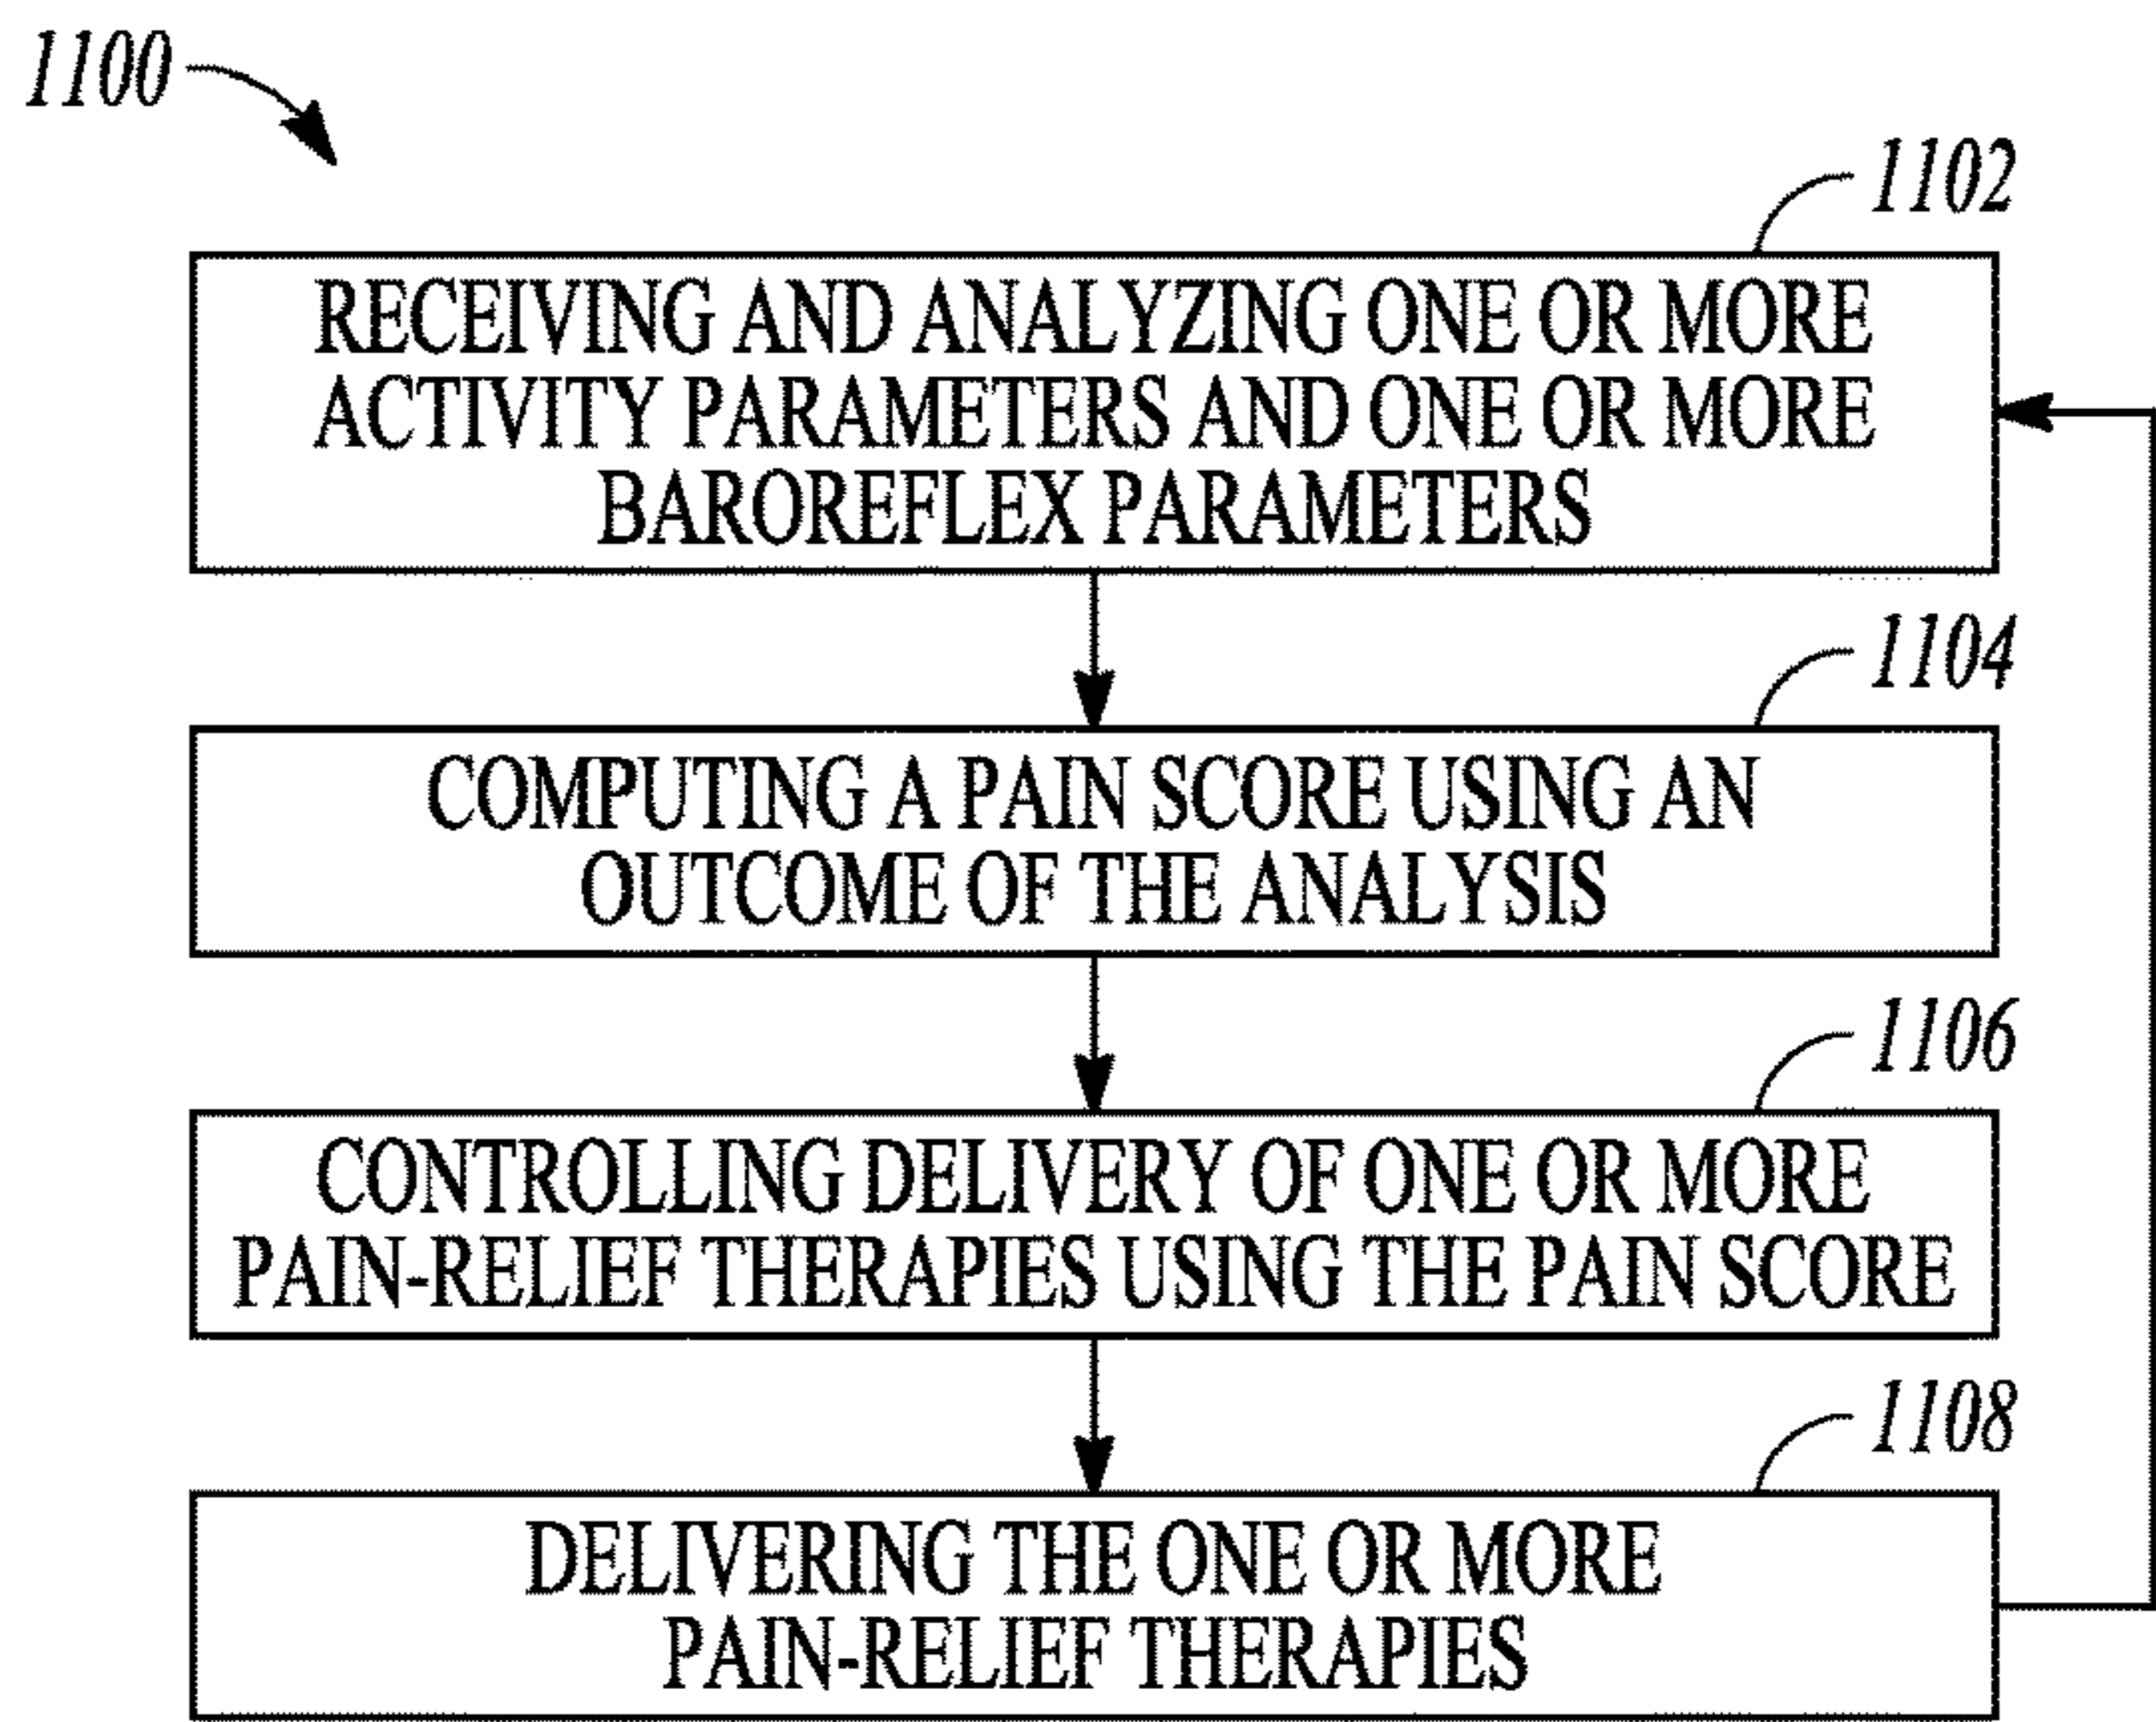 1100
1102
RECEIVING AND ANALYZING ONE OR MORE
ACTIVITY PARAMETERS AND ONE OR MORE
BAROREFLEX PARAMETERS
1104
COMPUTING A PAIN SCORE USING AN
OUTCOME OF THE ANALYSIS
1106
CONTROLLING DELIVERY OF ONE OR MORE
PAIN-RELIEF THERAPIES USING THE PAIN SCORE
1108
DELIVERING THE ONE OR MORE
PAIN-RELIEF THERAPIES